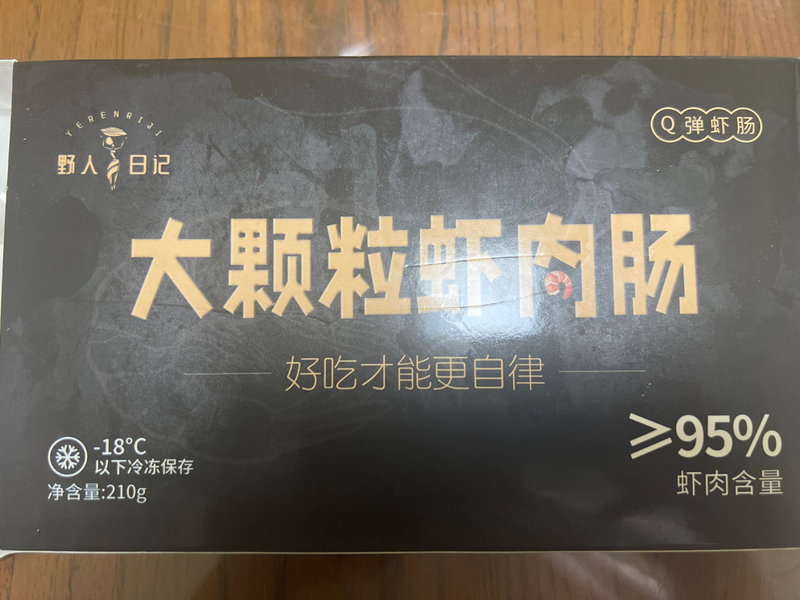 YERENRIJI
野人日记
Q弹虾肠
大颗粒虾肉肠
好吃才能更自律
-18°C
以下冷冻保存
净含量:210g
≥95%
虾肉含量